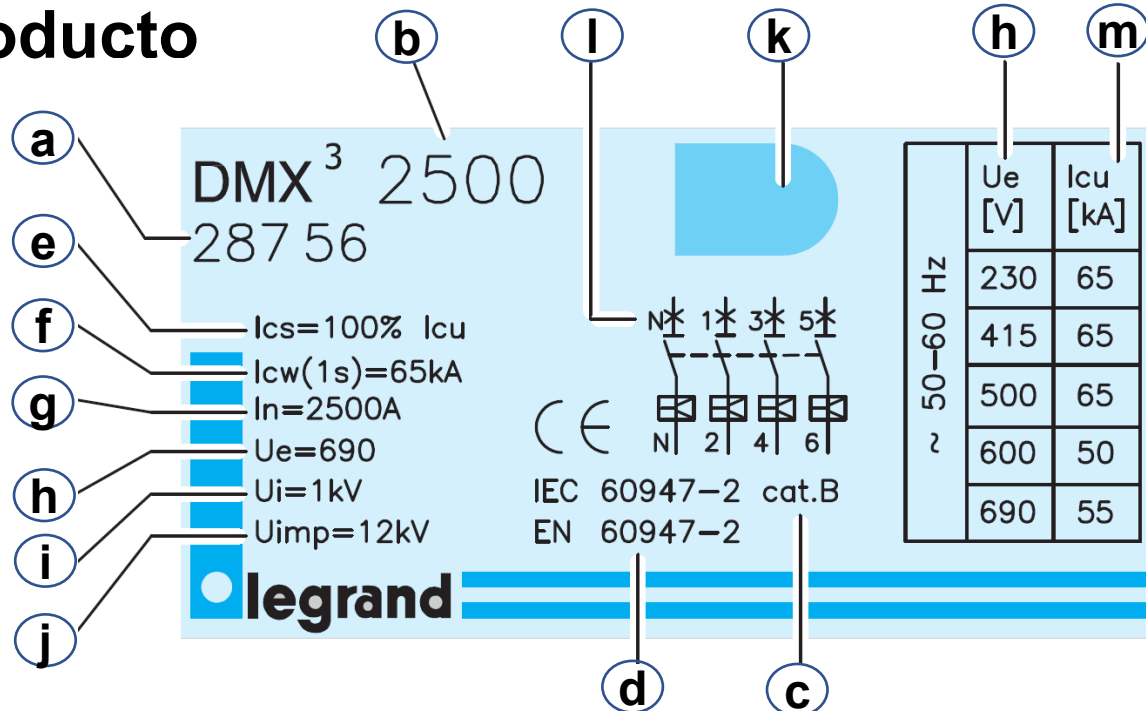 oducto
b
l
k
h
m
a
DMX³ 2500
287 56
e
Ics=100% Icu
f
Icw(1s)=65kA
g
In=2500A
h
Ue=690
i
Ui=1kV
j
Uimp=12kV
N 1 3 5
N 2 4 6
CE
IEC 60947-2 cat.B
EN 60947-2
legrand
d
c
~ 50-60 Hz
Ue [V] Icu [kA]
230 65
415 65
500 65
600 50
690 55